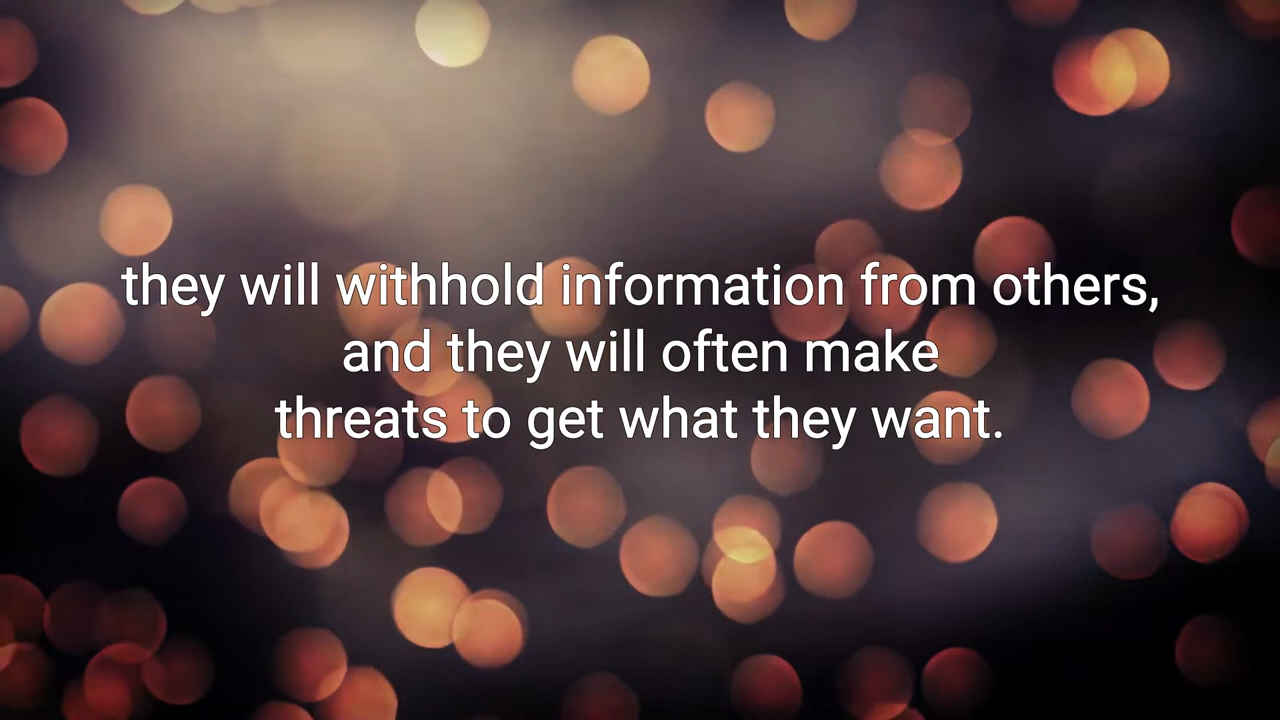 they will withhold information from others,
and they will often make
threats to get what they want.